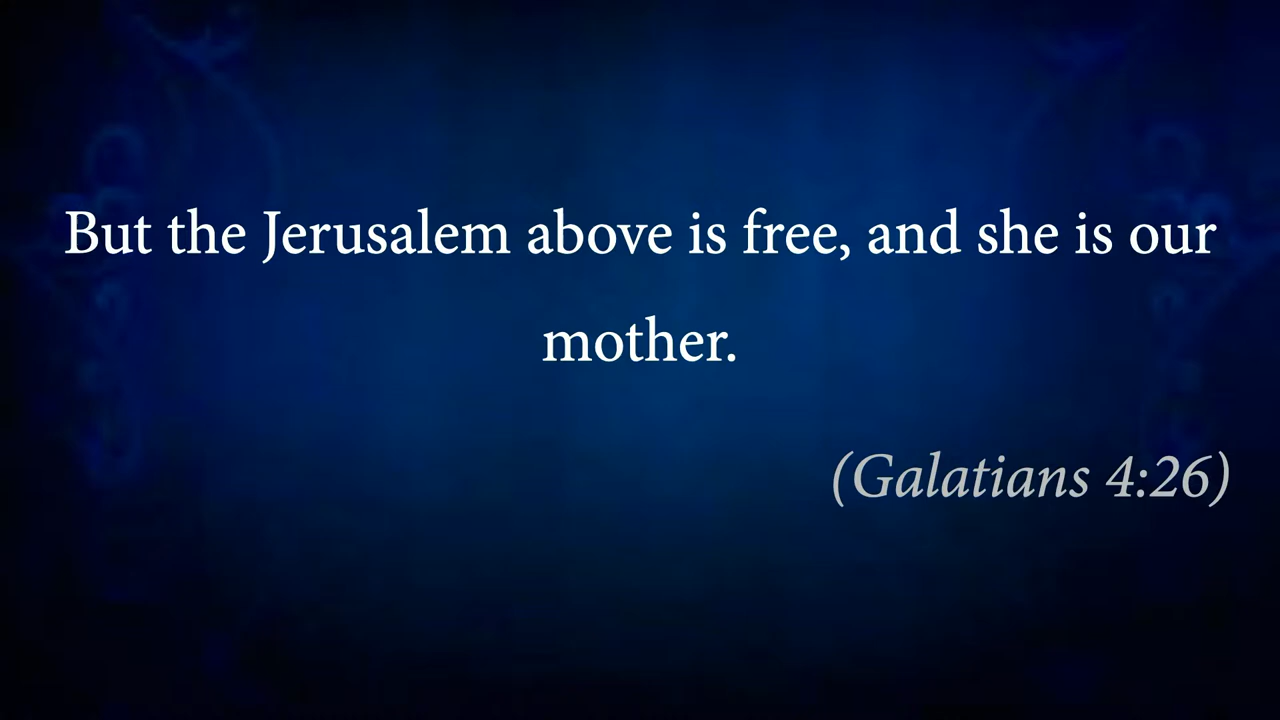 But the Jerusalem above is free, and she is our
mother.
(Galatians 4:26)